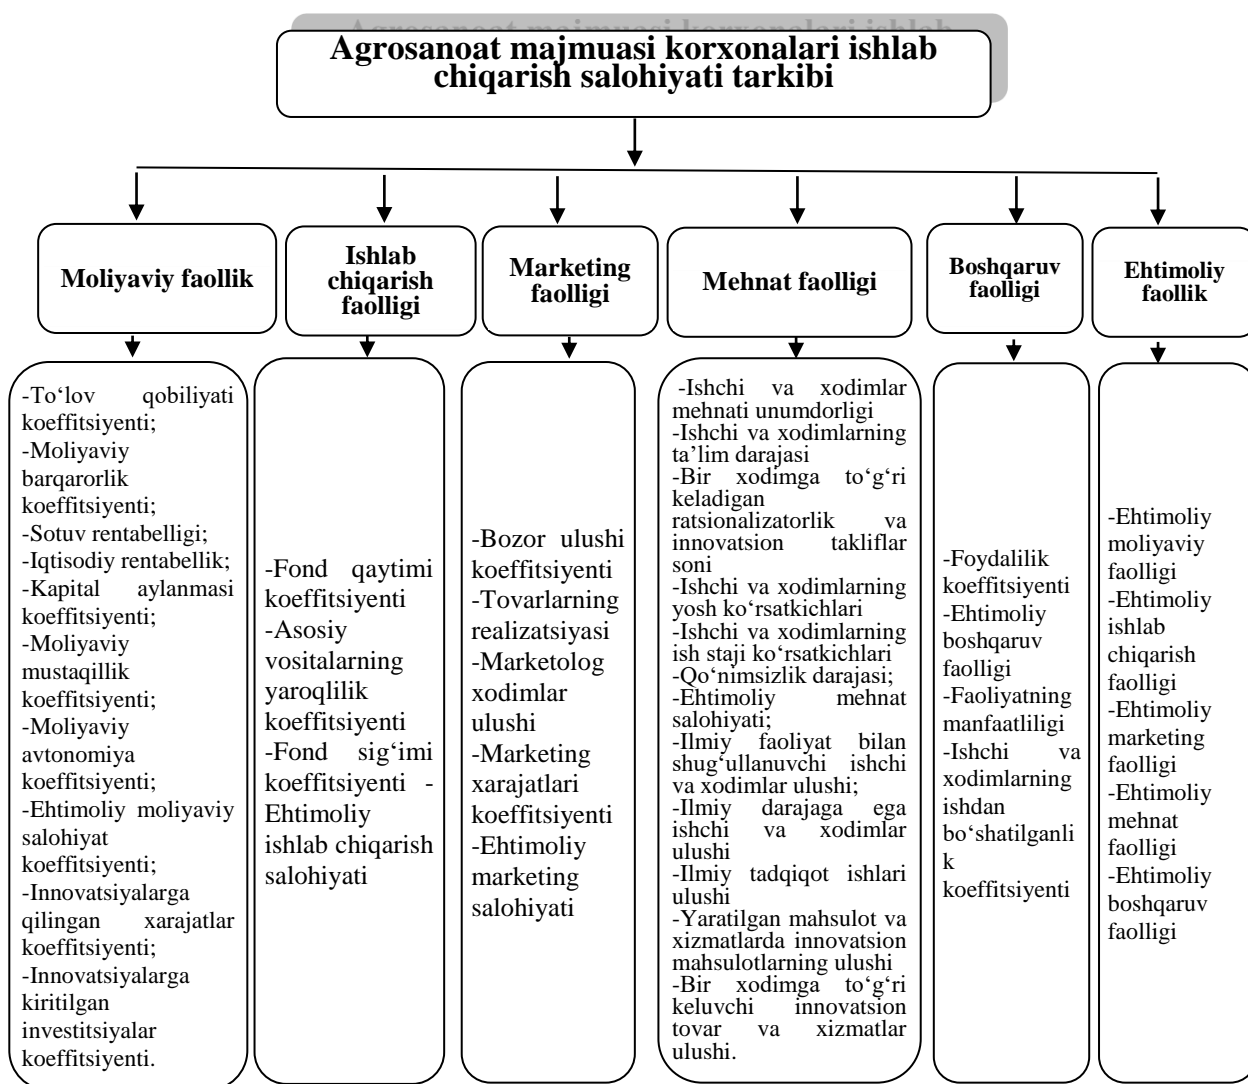 Agrosanoat majmuasi korxonalari ishlab
chiqarish salohiyati tarkibi
Moliyaviy faollik
Ishlab
chiqarish
faolligi
Marketing
faolligi
Mehnat faolligi
Boshqaruv
faolligi
Ehtimoliy
faollik
-To‘lov qobiliyati
koeffitsiyenti;
-Moliyaviy
barqarorlik
koeffitsiyenti;
-Sotuv rentabelligi;
-Iqtisodiy rentabellik;
-Kapital aylanmasi
koeffitsiyenti;
-Moliyaviy
mustaqillik
koeffitsiyenti;
-Moliyaviy
avtonomiya
koeffitsiyenti;
-Ehtimoliy moliyaviy
salohiyat
koeffitsiyenti;
-Innovatsiyalarga
qilingan xarajatlar
koeffitsiyenti;
-Innovatsiyalarga
kiritilgan
investitsiyalar
koeffitsiyenti.
-Fond qaytimi
koeffitsiyenti
-Asosiy
vositalarning
yaroqlilik
koeffitsiyenti
-Fond sig‘imi
koeffitsiyenti -
Ehtimoliy
ishlab chiqarish
salohiyati
-Bozor ulushi
koeffitsiyenti
-Tovarlarning
realizatsiyasi
-Marketolog
xodimlar
ulushi
-Marketing
xarajatlari
koeffitsiyenti
-Ehtimoliy
marketing
salohiyati
-Ishchi va xodimlar
mehnati unumdorligi
-Ishchi va xodimlarning
ta’lim darajasi
-Bir xodimga to‘g‘ri
keladigan
ratsionalizatorlik va
innovatsion takliflar
soni
-Ishchi va xodimlarning
yosh ko‘rsatkichlari
-Ishchi va xodimlarning
ish staji ko‘rsatkichlari
-Qo‘nimsizlik darajasi;
-Ehtimoliy mehnat
salohiyati;
-Ilmiy faoliyat bilan
shug‘ullanuvchi ishchi
va xodimlar ulushi;
-Ilmiy darajaga ega
ishchi va xodimlar
ulushi
-Ilmiy tadqiqot ishlari
ulushi
-Yaratilgan mahsulot va
xizmatlarda innovatsion
mahsulotlarning ulushi
-Bir xodimga to‘g‘ri
keluvchi innovatsion
tovar va xizmatlar
ulushi.
-Foydalilik
koeffitsiyenti
-Ehtimoliy
boshqaruv
faolligi
-Faoliyatning
manfaatliligi
-Ishchi va
xodimlarning
ishdan
bo‘shatilganli
k
koeffitsiyenti
-Ehtimoliy
moliyaviy
faolligi
-Ehtimoliy
ishlab
chiqarish
faolligi
-Ehtimoliy
marketing
faolligi
-Ehtimoliy
mehnat
faolligi
-Ehtimoliy
boshqaruv
faolligi